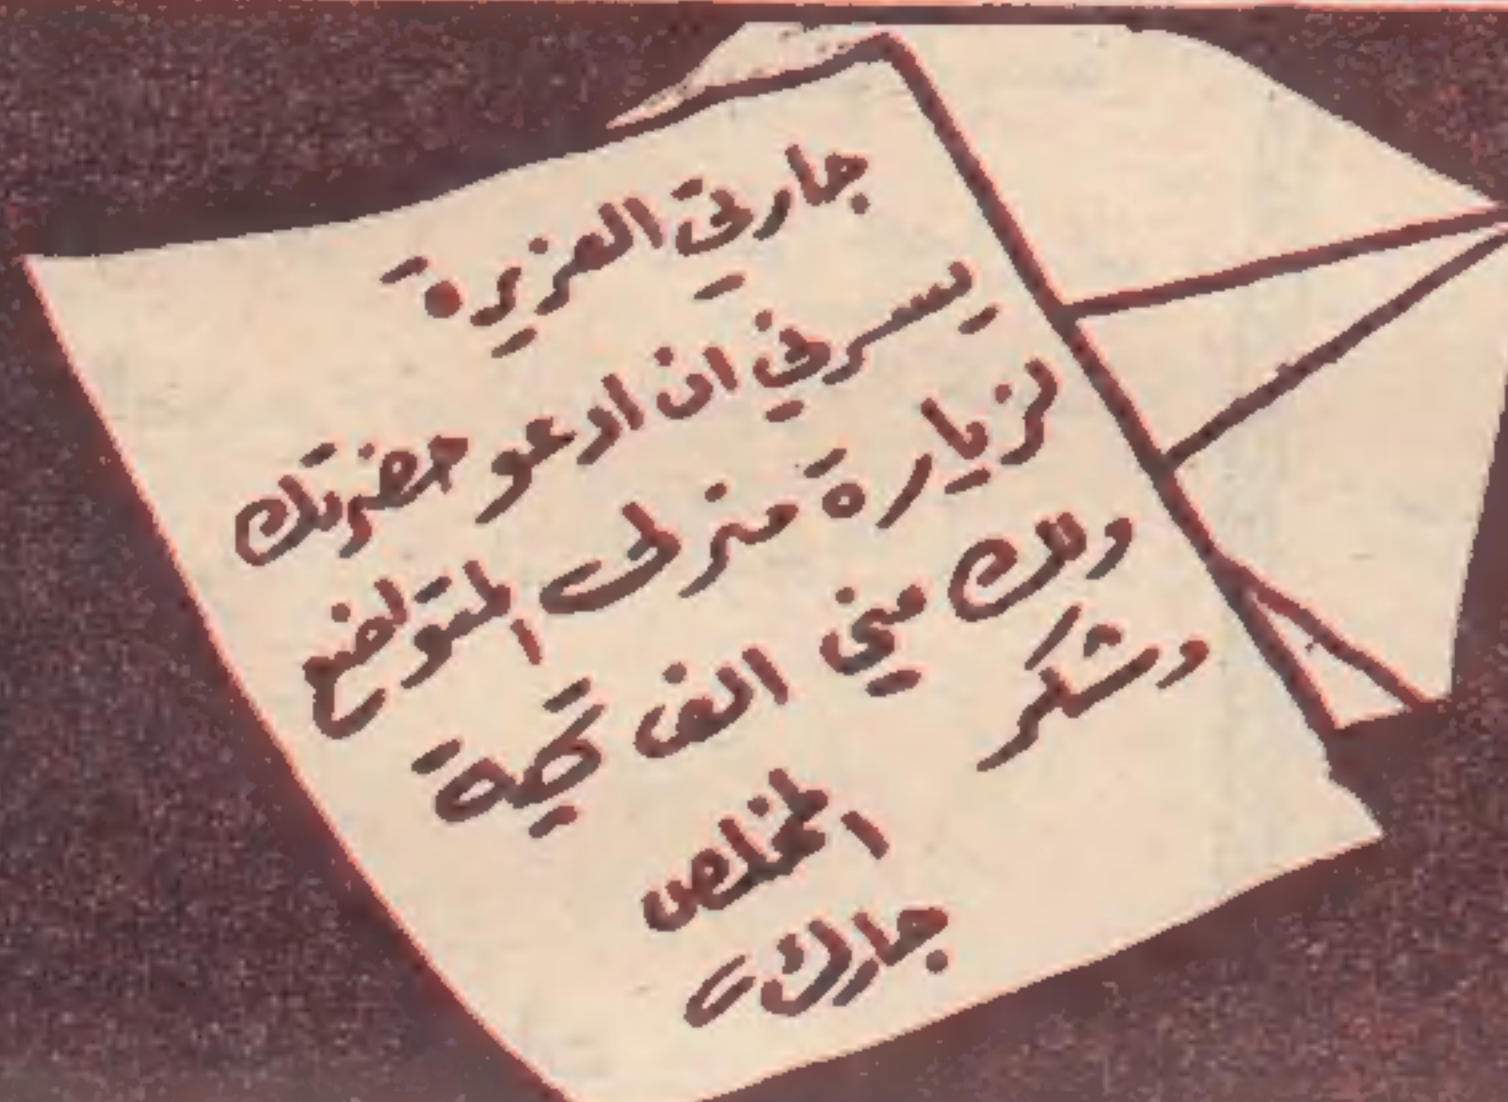 جارتي العزيزة
يسرني ان ادعو حضرتك
لزيارة منزلي المتواضع
ولك مني الف تحية
وشكر
المخلص
جارك